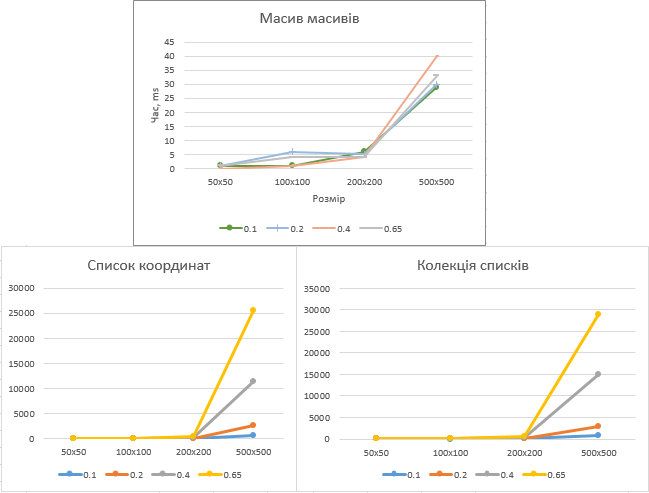 Масив масивів
45
40
35
30
25
20
15
10
5
0
Час, ms
50x50 100x100 200x200 500x500
Розмір
0.1 0.2 0.4 0.65
Список координат
30000
25000
20000
15000
10000
5000
0
50x50 100x100 200x200 500x500
0.1 0.2 0.4 0.65
Колекція списків
35000
30000
25000
20000
15000
10000
5000
0
50x50 100x100 200x200 500x500
0.1 0.2 0.4 0.65